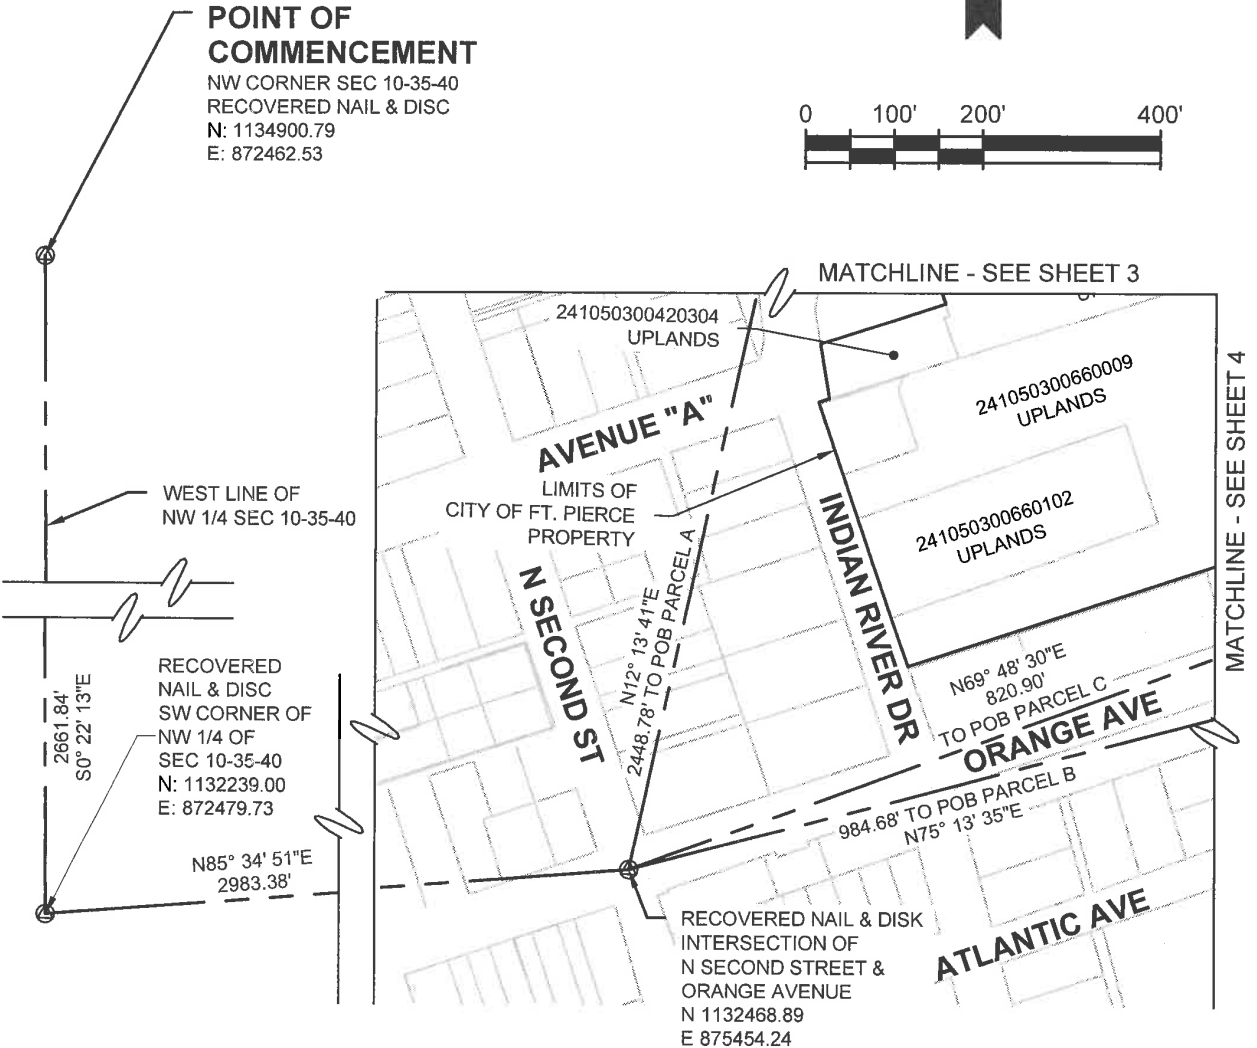 POINT OF
COMMENCEMENT
NW CORNER SEC 10-35-40
RECOVERED NAIL & DISC
N: 1134900.79
E: 872462.53
0 100' 200' 400'
MATCHLINE - SEE SHEET 3
241050300420304
UPLANDS
241050300660009
UPLANDS
MATCHLINE - SEE SHEET 4
AVENUE "A"
LIMITS OF
CITY OF FT. PIERCE
PROPERTY
WEST LINE OF
NW 1/4 SEC 10-35-40
241050300660102
UPLANDS
INDIAN RIVER DR
N SECOND ST
N12° 13' 41"E
2448.78' TO POB PARCEL A
RECOVERED
NAIL & DISC
SW CORNER OF
NW 1/4 OF
SEC 10-35-40
N: 1132239.00
E: 872479.73
2661.84'
S0° 22' 13"E
N69° 48' 30"E
820.90'
TO POB PARCEL C
ORANGE AVE
984.68' TO POB PARCEL B
N75° 13' 35"E
N85° 34' 51"E
2983.38'
RECOVERED NAIL & DISK
INTERSECTION OF
N SECOND STREET &
ORANGE AVENUE
N 1132468.89
E 875454.24
ATLANTIC AVE